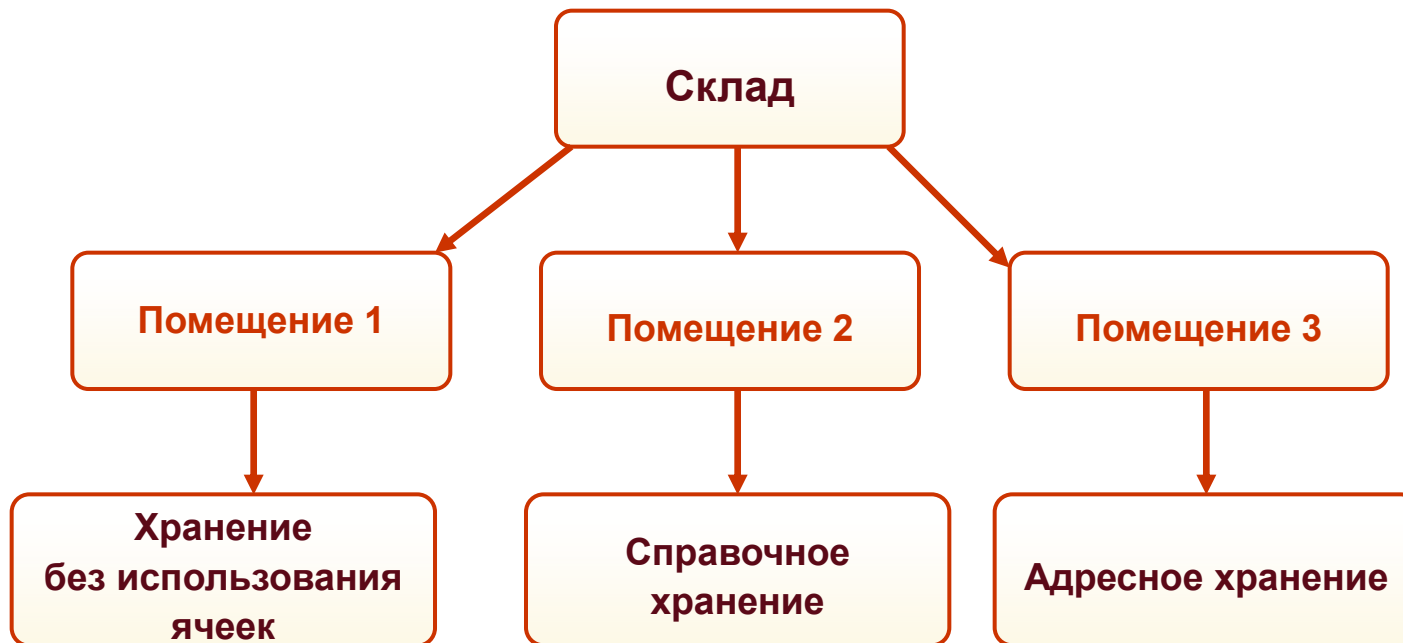 Склад
Помещение 1
Помещение 2
Помещение 3
Хранение
без использования
ячеек
Справочное
хранение
Адресное хранение